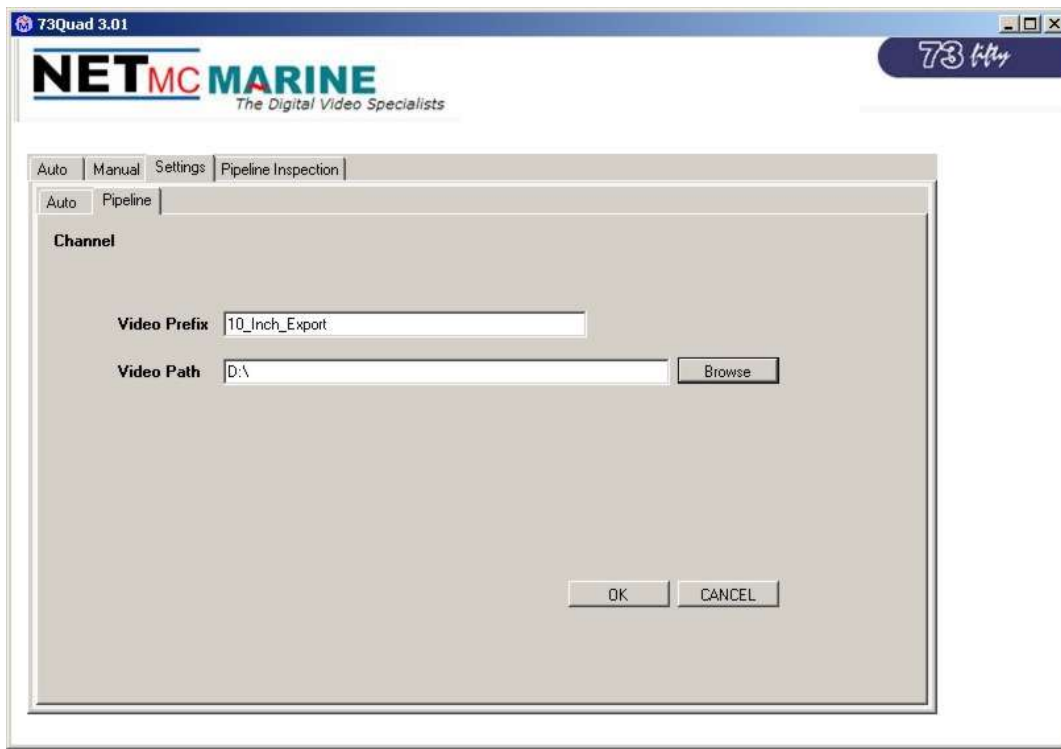 73Quad 3.01
NETMC MARINE
The Digital Video Specialists
73 fifty
Auto Manual Settings Pipeline Inspection
Auto Pipeline
Channel
Video Prefix 10_Inch_Export
Video Path D:\ Browse
OK CANCEL